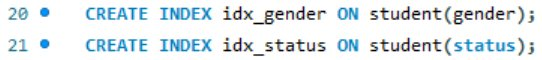 20 CREATE INDEX idx_gender ON student(gender);
21 CREATE INDEX idx_status ON student(status);